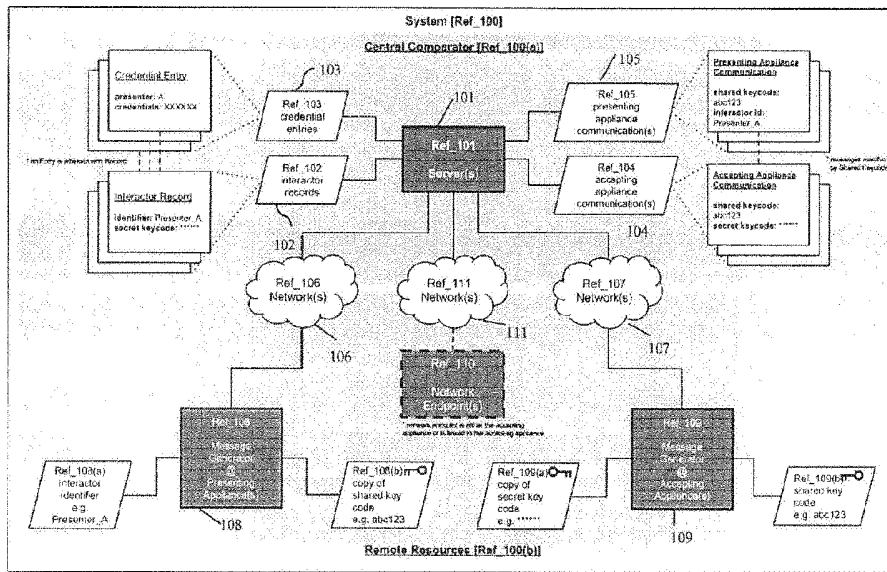 System [Ref_100]
Central Comparator [Ref_100(a)]
103
105
101
Credential Entry
presenter: A
credentials: XXXXXX
Ref_103
credential
entries
Ref_101
Server(s)
Ref_105
presenting
appliance
communication(s)
Presenting Appliance
Communication
shared keycode:
abc123
interactor id:
Presenter_A
Interactor Record
identifier: Presenter_A
secret keycode: ******
Ref_102
interactor
records
102
Ref_104
accepting
appliance
communication(s)
104
Accepting Appliance
Communication
shared keycode:
abc123
secret keycode: ******
by Shared Keycode
Ref_106
Network(s)
106
Ref_111
Network(s)
111
Ref_107
Network(s)
107
Ref_110
Network
Endpoint(s)
Ref_108(a)
interactor
identifier
e.g.
Presenter_A
Message
@
Presenting
Appliance(s)
108
Ref_108(b)
copy of
shared key
code
e.g. abc123
Ref_109(a)
copy of
secret key
code
e.g. ******
Ref_109
Message
@
Accepting
Appliance(s)
109
Ref_109(b)
shared key
code
e.g. abc123
Remote Resources [Ref_100(b)]